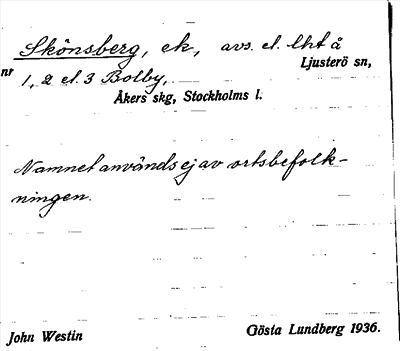 Skönsberg, ek, avs. el. lht å
Ljusterö sn,
nr 1, 2 el. 3 Bolby,
Åkers skg, Stockholms l.
Namnet används ej av ortsbefolk-
ningen.
John Westin
Gösta Lundberg 1936.